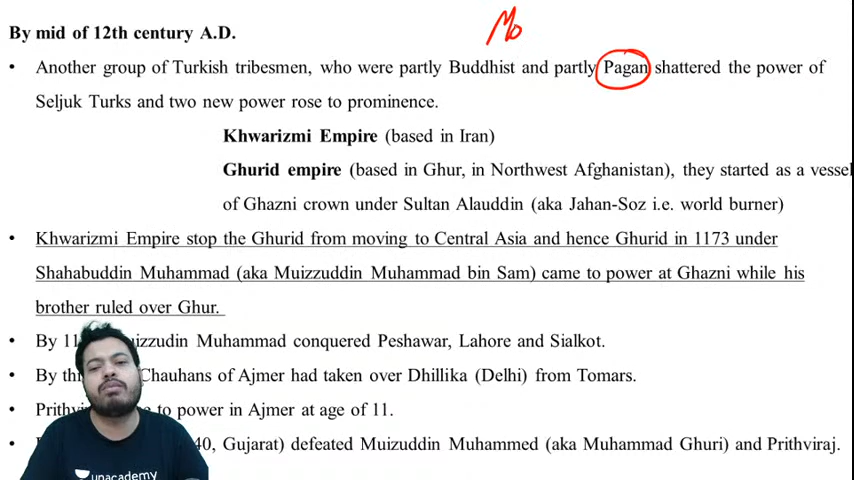 Mo
By mid of 12th century A.D.
• Another group of Turkish tribesmen, who were partly Buddhist and partly Pagan shattered the power of
Seljuk Turks and two new power rose to prominence.
Khwarizmi Empire (based in Iran)
Ghurid empire (based in Ghur, in Northwest Afghanistan), they started as a vessel
of Ghazni crown under Sultan Alauddin (aka Jahan-Soz i.e. world burner)
• Khwarizmi Empire stop the Ghurid from moving to Central Asia and hence Ghurid in 1173 under
Shahabuddin Muhammad (aka Muizzuddin Muhammad bin Sam) came to power at Ghazni while his
brother ruled over Ghur.
• By Muhammad conquered Peshawar, Lahore and Sialkot.
• By Chauhans of Ajmer had taken over Dhillika (Delhi) from Tomars.
• to power in Ajmer at age of 11.
• Gujarat) defeated Muizuddin Muhammed (aka Muhammad Ghuri) and Prithviraj.
unacademy